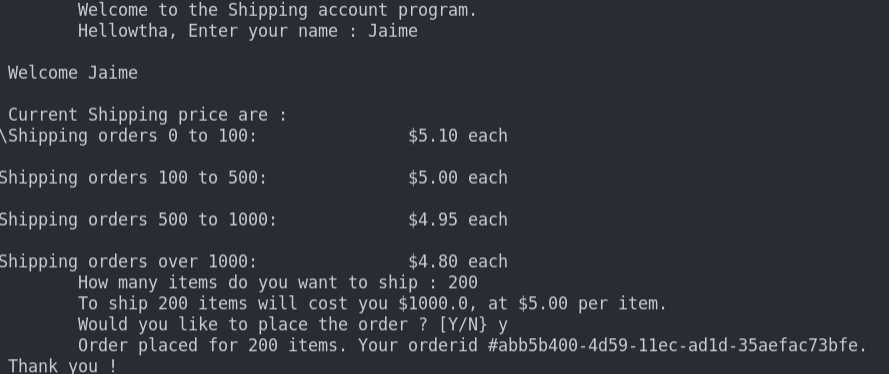 Welcome to the Shipping account program.
Hellowtha, Enter your name : Jaime
Welcome Jaime
Current Shipping price are :
\Shipping orders 0 to 100: $5.10 each
Shipping orders 100 to 500: $5.00 each
Shipping orders 500 to 1000: $4.95 each
Shipping orders over 1000: $4.80 each
How many items do you want to ship : 200
To ship 200 items will cost you $1000.0, at $5.00 per item.
Would you like to place the order ? [Y/N} y
Order placed for 200 items. Your orderid #abb5b400-4d59-11ec-ad1d-35aefac73bfe.
Thank you !